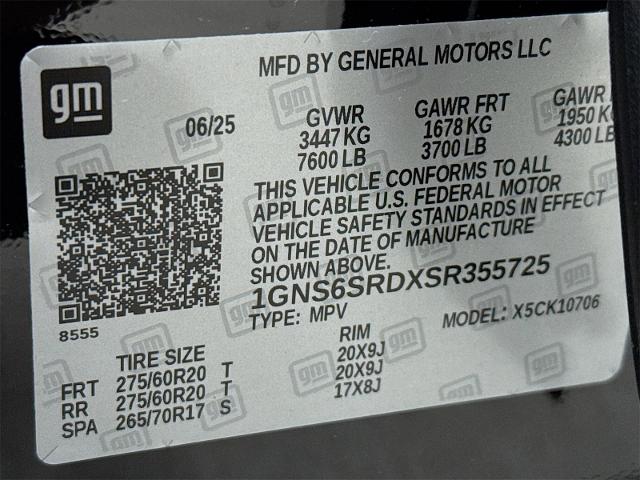 MFD BY GENERAL MOTORS LLC
gm
06/25
GVWR
3447 KG
7600 LB
GAWR FRT
1678 KG
3700 LB
GAWR
1950 KG
4300 LB
THIS VEHICLE CONFORMS TO ALL
APPLICABLE U.S. FEDERAL MOTOR
VEHICLE SAFETY STANDARDS IN EFFECT
ON THE DATE OF MANUFACTURE
SHOWN ABOVE.
1GNS6SRDXSR355725
TYPE: MPV
MODEL: X5CK10706
8555
TIRE SIZE RIM
FRT 275/60R20 T 20X9J
RR 275/60R20 T 20X9J
SPA 265/70R17 S 17X8J